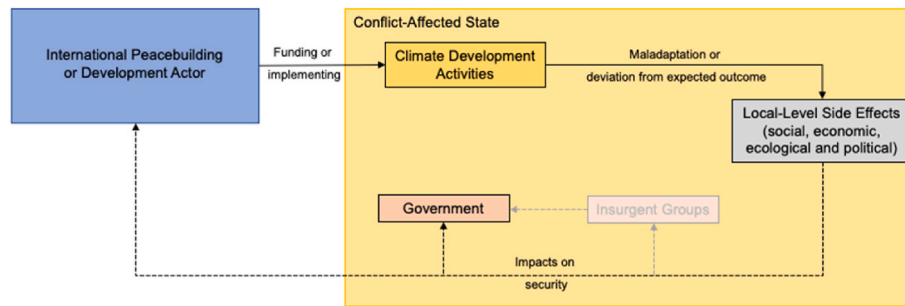 Conflict-Affected State
International Peacebuilding
or Development Actor
Funding or
implementing
Climate Development
Activities
Maladaptation or
deviation from expected outcome
Local-Level Side Effects
(social, economic,
ecological and political)
Government
Insurgent Groups
Impacts on
security